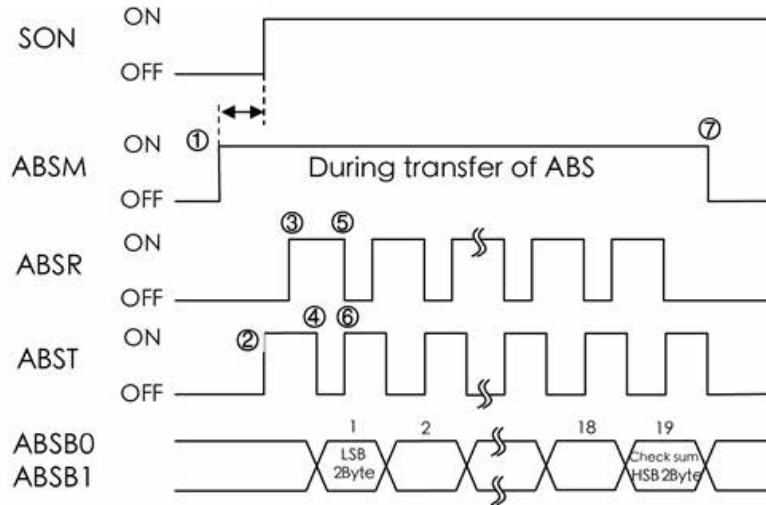 SON
ON
OFF
①
ABSM
ON
OFF
During transfer of ABS
⑦
ABSR
ON
OFF
③
⑤
ABST
ON
OFF
②
④
⑥
ABSB0
ABSB1
1
LSB
2Byte
2
18
19
Check sum
HSB 2Byte